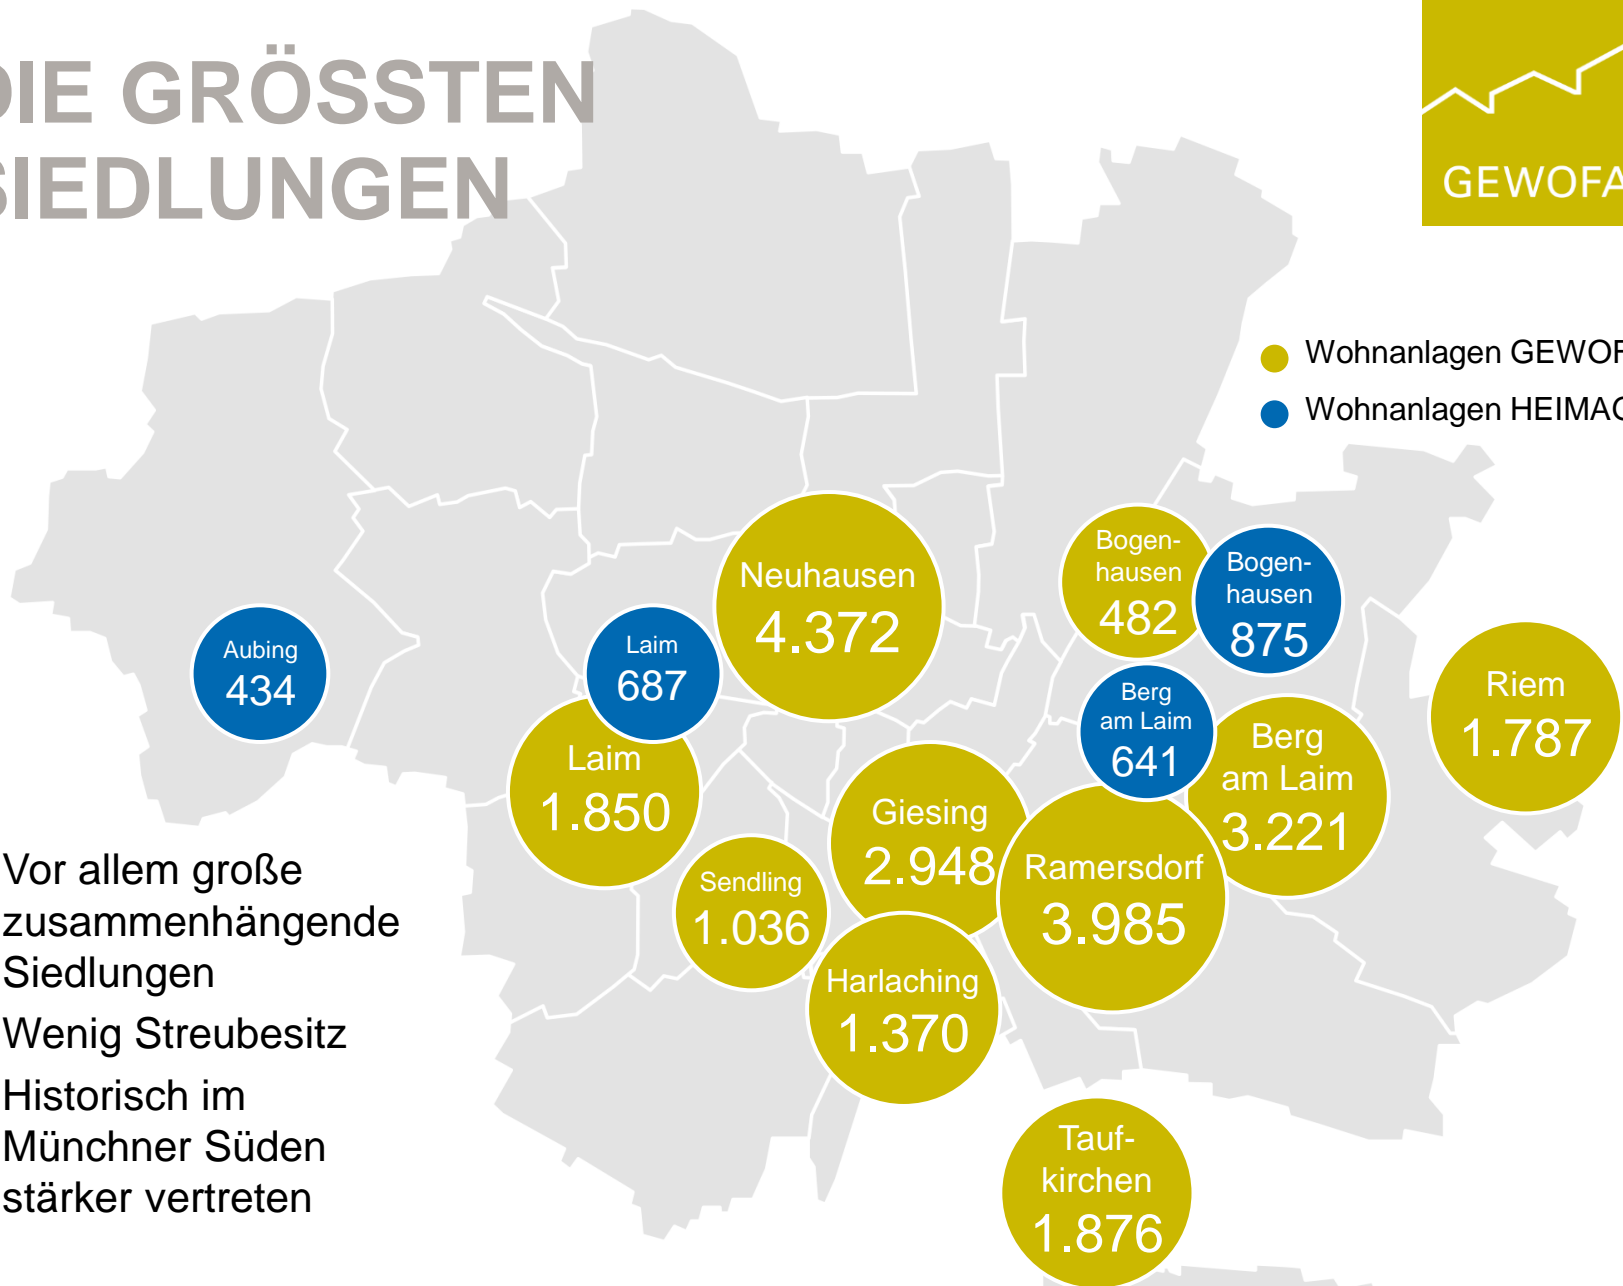 DIE GRÖSSTEN
SIEDLUNGEN
GEWOFA
Wohnanlagen GEWOF
Wohnanlagen HEIMAG
Neuhausen
4.372
Bogen-
hausen
482
Bogen-
hausen
875
Aubing
434
Laim
687
Laim
1.850
Berg
am Laim
641
Berg
am Laim
3.221
Riem
1.787
Giesing
2.948
Ramersdorf
3.985
Sendling
1.036
Harlaching
1.370
Tauf-
kirchen
1.876
Vor allem große
zusammenhängende
Siedlungen
Wenig Streubesitz
Historisch im
Münchner Süden
stärker vertreten